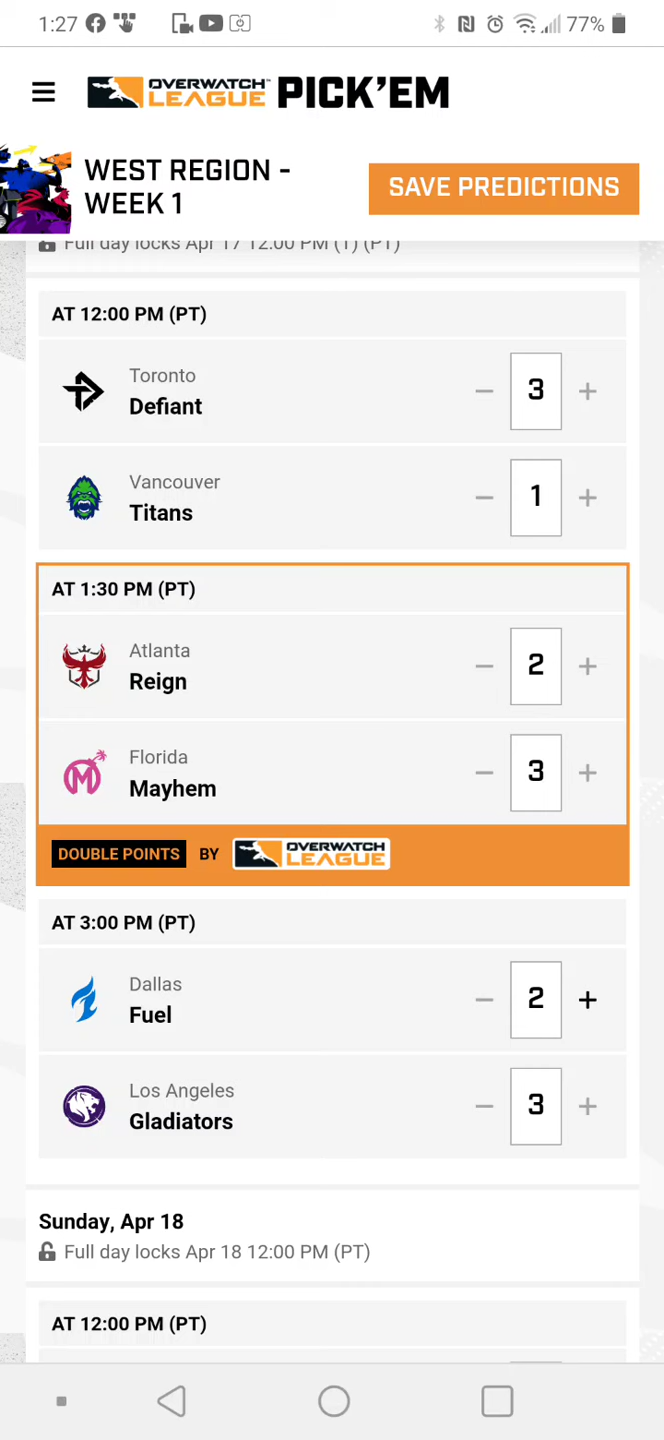 1:27 77%
OVERWATCH LEAGUE PICK'EM
WEST REGION -
WEEK 1
SAVE PREDICTIONS
Full day locks Apr 17 12:00 PM (T) (PT)
AT 12:00 PM (PT)
Toronto
Defiant
3
Vancouver
Titans
1
AT 1:30 PM (PT)
Atlanta
Reign
2
Florida
Mayhem
3
DOUBLE POINTS BY OVERWATCH LEAGUE
AT 3:00 PM (PT)
Dallas
Fuel
2
Los Angeles
Gladiators
3
Sunday, Apr 18
Full day locks Apr 18 12:00 PM (PT)
AT 12:00 PM (PT)